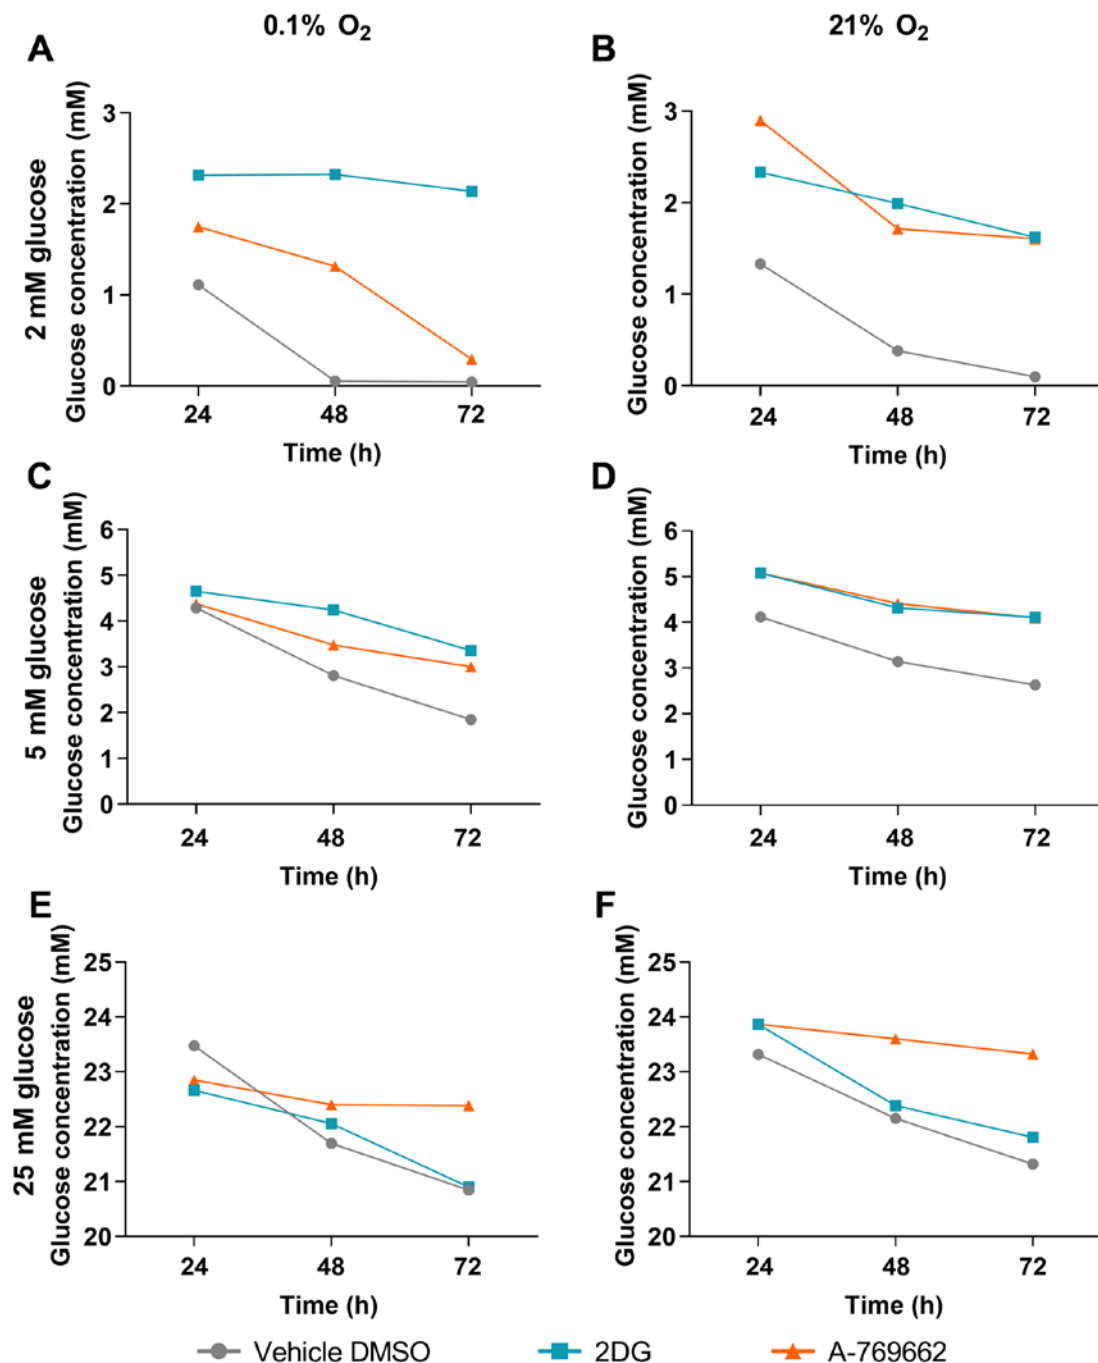 0.1% O₂
21% O₂
A
B
2 mM glucose
Glucose concentration (mM)
3
2
1
0
24
48
72
Time (h)
Glucose concentration (mM)
3
2
1
0
24
48
72
Time (h)
C
D
5 mM glucose
Glucose concentration (mM)
6
5
4
3
2
1
0
24
48
72
Time (h)
Glucose concentration (mM)
6
5
4
3
2
1
0
24
48
72
Time (h)
E
F
25 mM glucose
Glucose concentration (mM)
25
24
23
22
21
20
24
48
72
Time (h)
Glucose concentration (mM)
25
24
23
22
21
20
24
48
72
Time (h)
Vehicle DMSO
2DG
A-769662